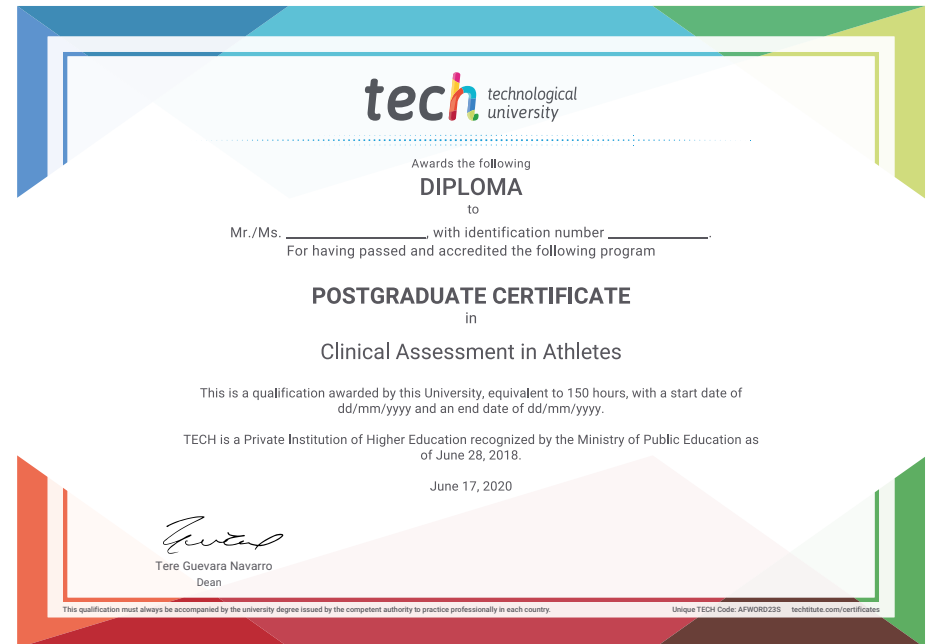 tech technological
university
Awards the following
DIPLOMA
to
Mr./Ms. ____________________, with identification number ______________.
For having passed and accredited the following program
POSTGRADUATE CERTIFICATE
in
Clinical Assessment in Athletes
This is a qualification awarded by this University, equivalent to 150 hours, with a start date of
dd/mm/yyyy and an end date of dd/mm/yyyy.
TECH is a Private Institution of Higher Education recognized by the Ministry of Public Education as
of June 28, 2018.
June 17, 2020
Tere Guevara Navarro
Dean
This qualification must always be accompanied by the university degree issued by the competent authority to practice professionally in each country. Unique TECH Code: AFWORD23S techtitute.com/certificates